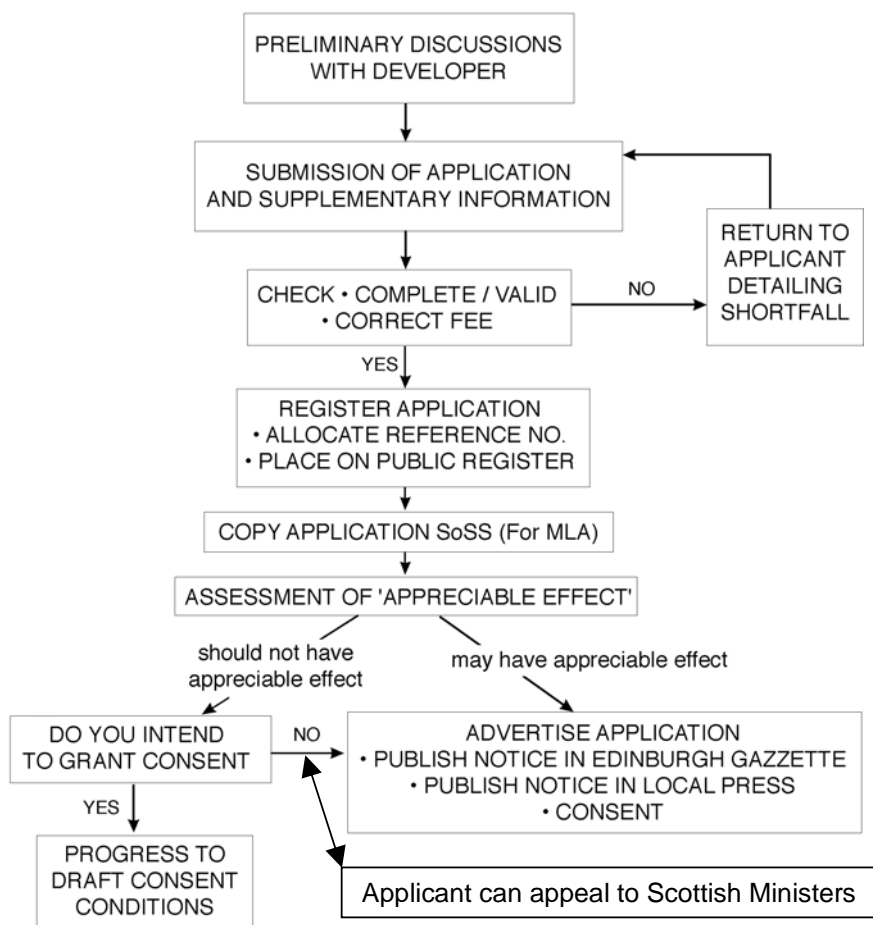 PRELIMINARY DISCUSSIONS
WITH DEVELOPER
SUBMISSION OF APPLICATION
AND SUPPLEMENTARY INFORMATION
RETURN TO
APPLICANT
DETAILING
SHORTFALL
CHECK • COMPLETE / VALID
• CORRECT FEE
NO
YES
REGISTER APPLICATION
• ALLOCATE REFERENCE NO.
• PLACE ON PUBLIC REGISTER
COPY APPLICATION SoSS (For MLA)
ASSESSMENT OF 'APPRECIABLE EFFECT'
should not have
appreciable effect
may have appreciable effect
DO YOU INTEND
TO GRANT CONSENT
NO
ADVERTISE APPLICATION
• PUBLISH NOTICE IN EDINBURGH GAZZETTE
• PUBLISH NOTICE IN LOCAL PRESS
• CONSENT
YES
PROGRESS TO
DRAFT CONSENT
CONDITIONS
Applicant can appeal to Scottish Ministers